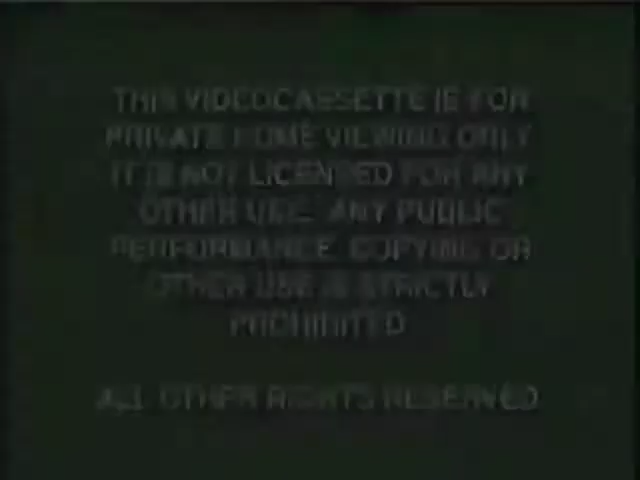 THIS VIDEOCASSETTE IS FOR
PRIVATE HOME VIEWING ONLY.
IT IS NOT LICENSED FOR ANY
OTHER USE. ANY PUBLIC
PERFORMANCE, COPYING OR
OTHER USE IS STRICTLY
PROHIBITED.
ALL OTHER RIGHTS RESERVED